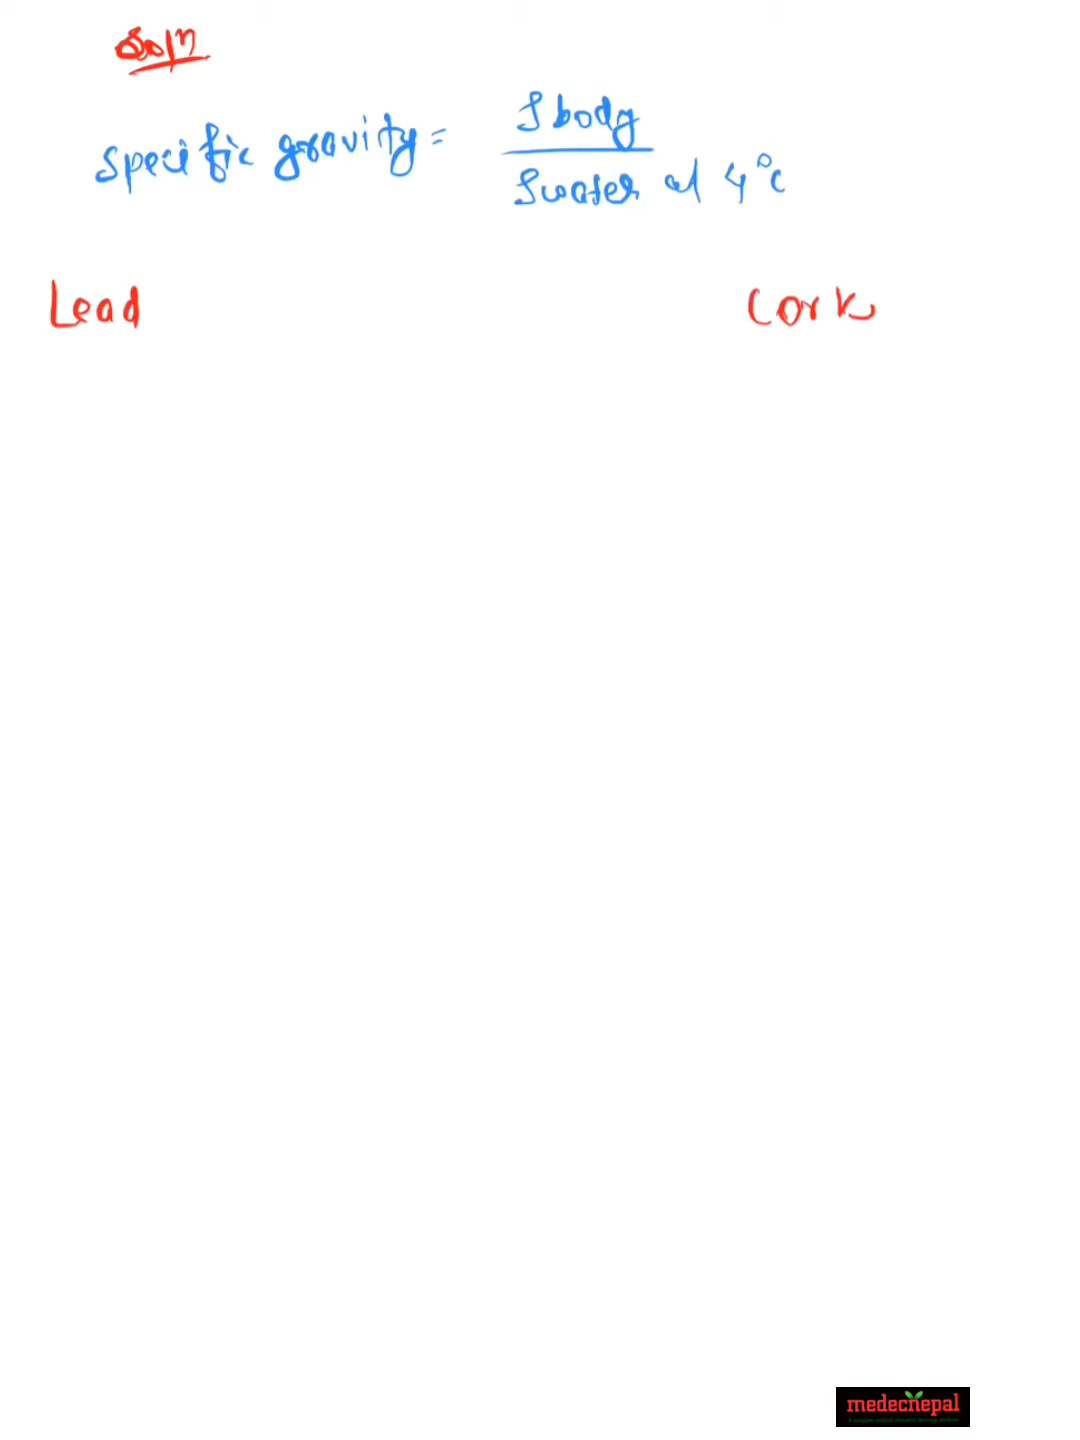 Soln
specific gravity = ρbody / ρwater at 4°C
Lead Cork
medecnepal